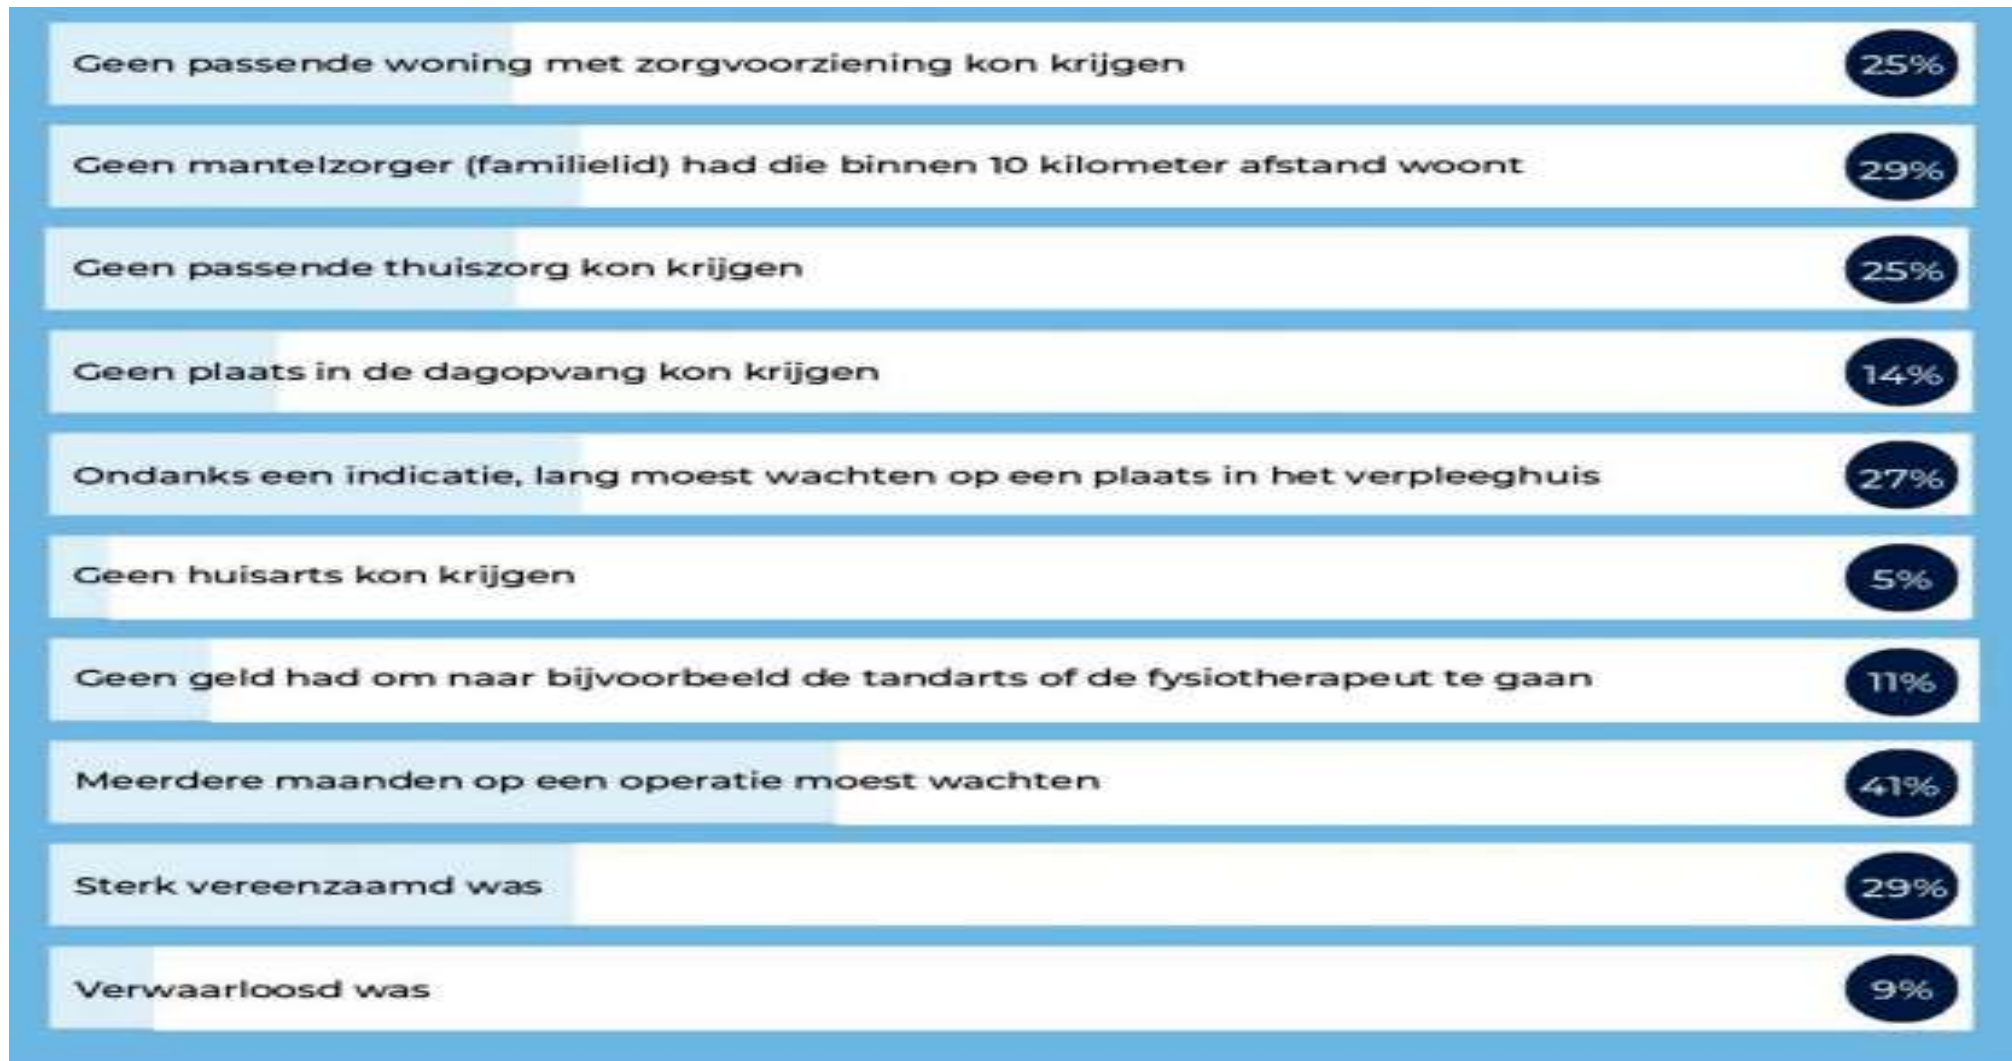 Geen passende woning met zorgvoorziening kon krijgen 25%
Geen mantelzorger (familielid) had die binnen 10 kilometer afstand woont 29%
Geen passende thuiszorg kon krijgen 25%
Geen plaats in de dagopvang kon krijgen 14%
Ondanks een indicatie, lang moest wachten op een plaats in het verpleeghuis 27%
Geen huisarts kon krijgen 5%
Geen geld had om naar bijvoorbeeld de tandarts of de fysiotherapeut te gaan 11%
Meerdere maanden op een operatie moest wachten 41%
Sterk vereenzaamd was 29%
Verwaarloosd was 9%